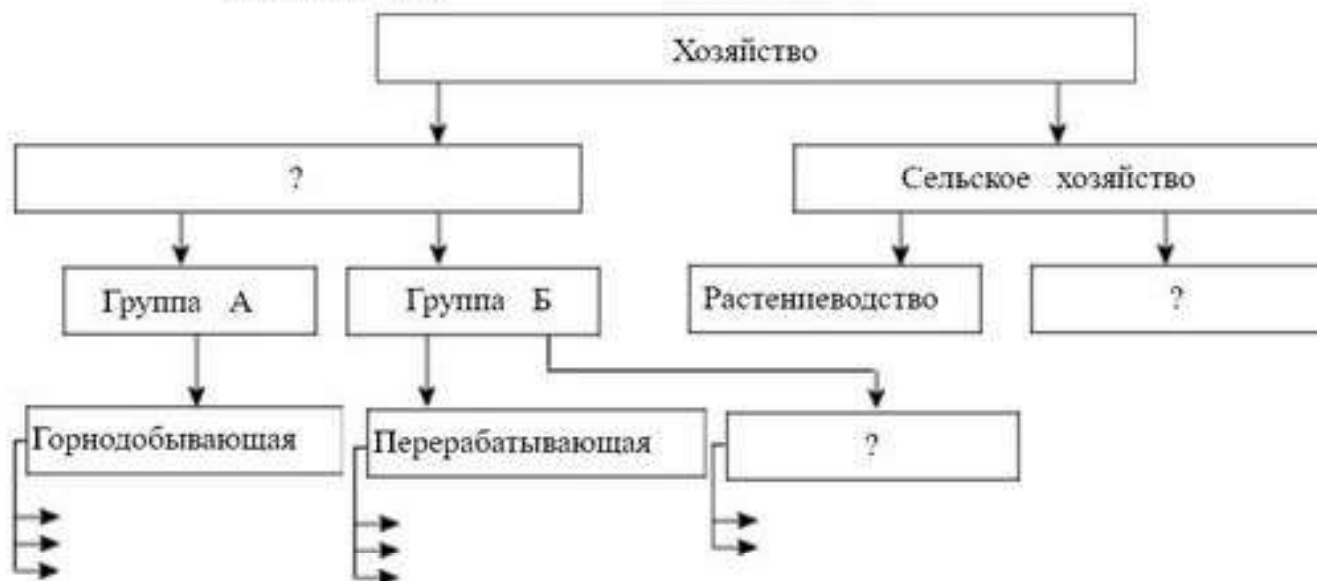 Хозяйство
?
Сельское хозяйство
Группа А
Группа Б
Растениеводство
?
Горнодобывающая
Перерабатывающая
?